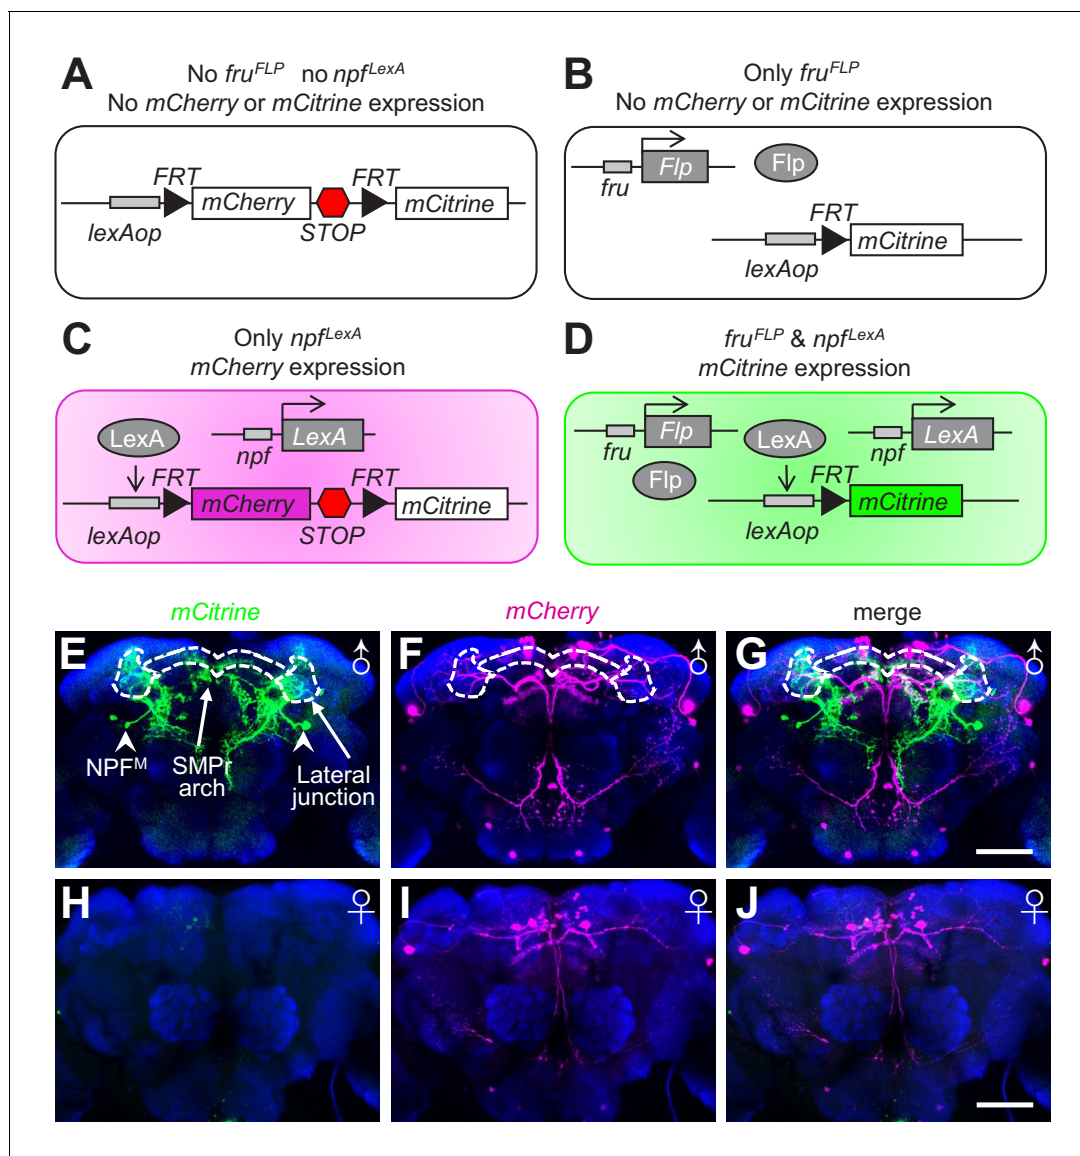 A
No fruFLP no npfLexA
No mCherry or mCitrine expression
FRT
mCherry
FRT
mCitrine
lexAop
STOP
B
Only fruFLP
No mCherry or mCitrine expression
Flp
Flp
fru
FRT
mCitrine
lexAop
C
Only npfLexA
mCherry expression
LexA
LexA
npf
FRT
FRT
mCherry
mCitrine
lexAop
STOP
D
fruFLP & npfLexA
mCitrine expression
Flp
LexA
LexA
fru
npf
Flp
FRT
mCitrine
lexAop
mCitrine
mCherry
merge
E
♂
NPFM
SMPr
arch
Lateral
junction
F
♂
G
♂
H
♀
I
♀
J
♀